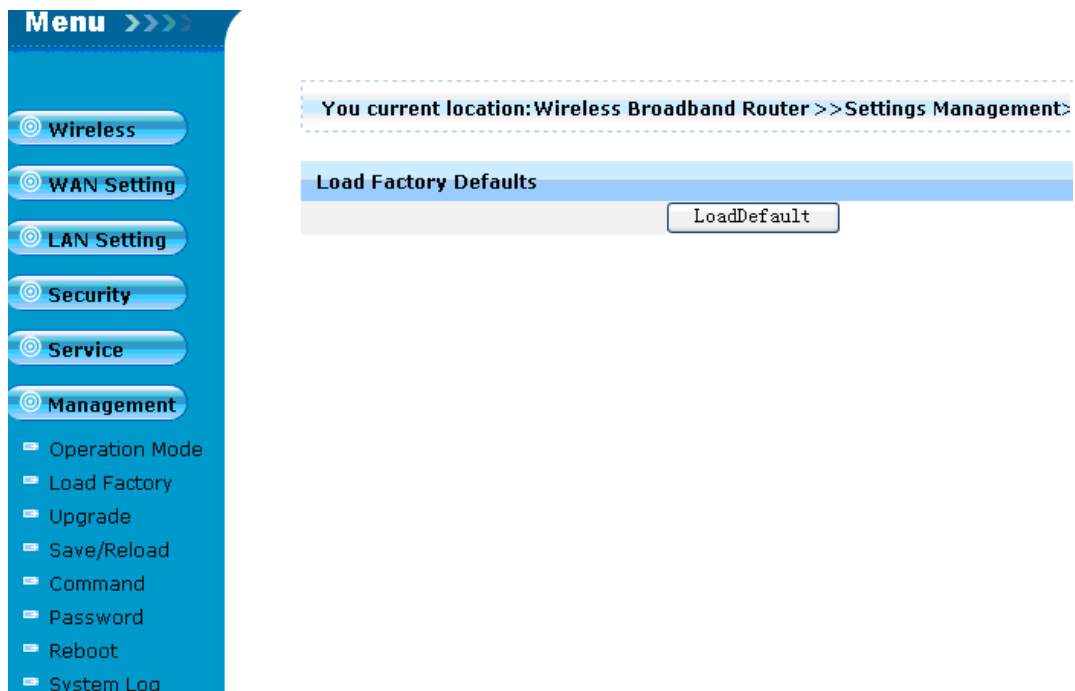 Menu >>>>
Wireless
WAN Setting
LAN Setting
Security
Service
Management
Operation Mode
Load Factory
Upgrade
Save/Reload
Command
Password
Reboot
System Log
You current location:Wireless Broadband Router >>Settings Management>
Load Factory Defaults
LoadDefault